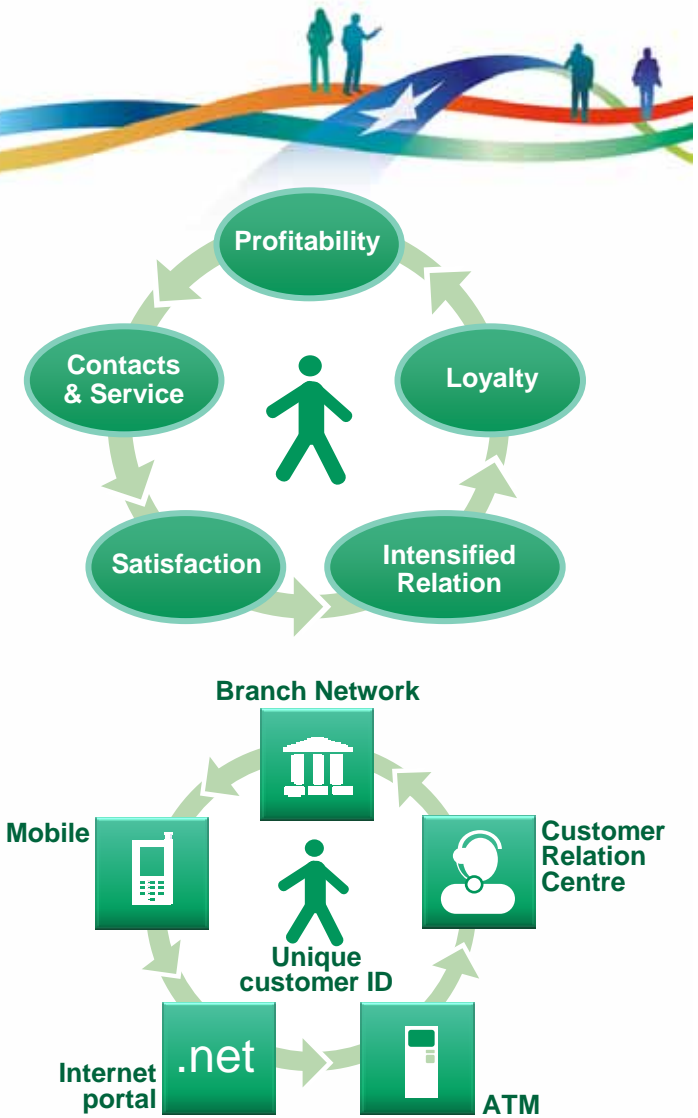 Profitability
Contacts
& Service
Loyalty
Satisfaction
Intensified
Relation
Branch Network
Mobile
Customer
Relation
Centre
Unique
customer ID
.net
Internet
portal
ATM